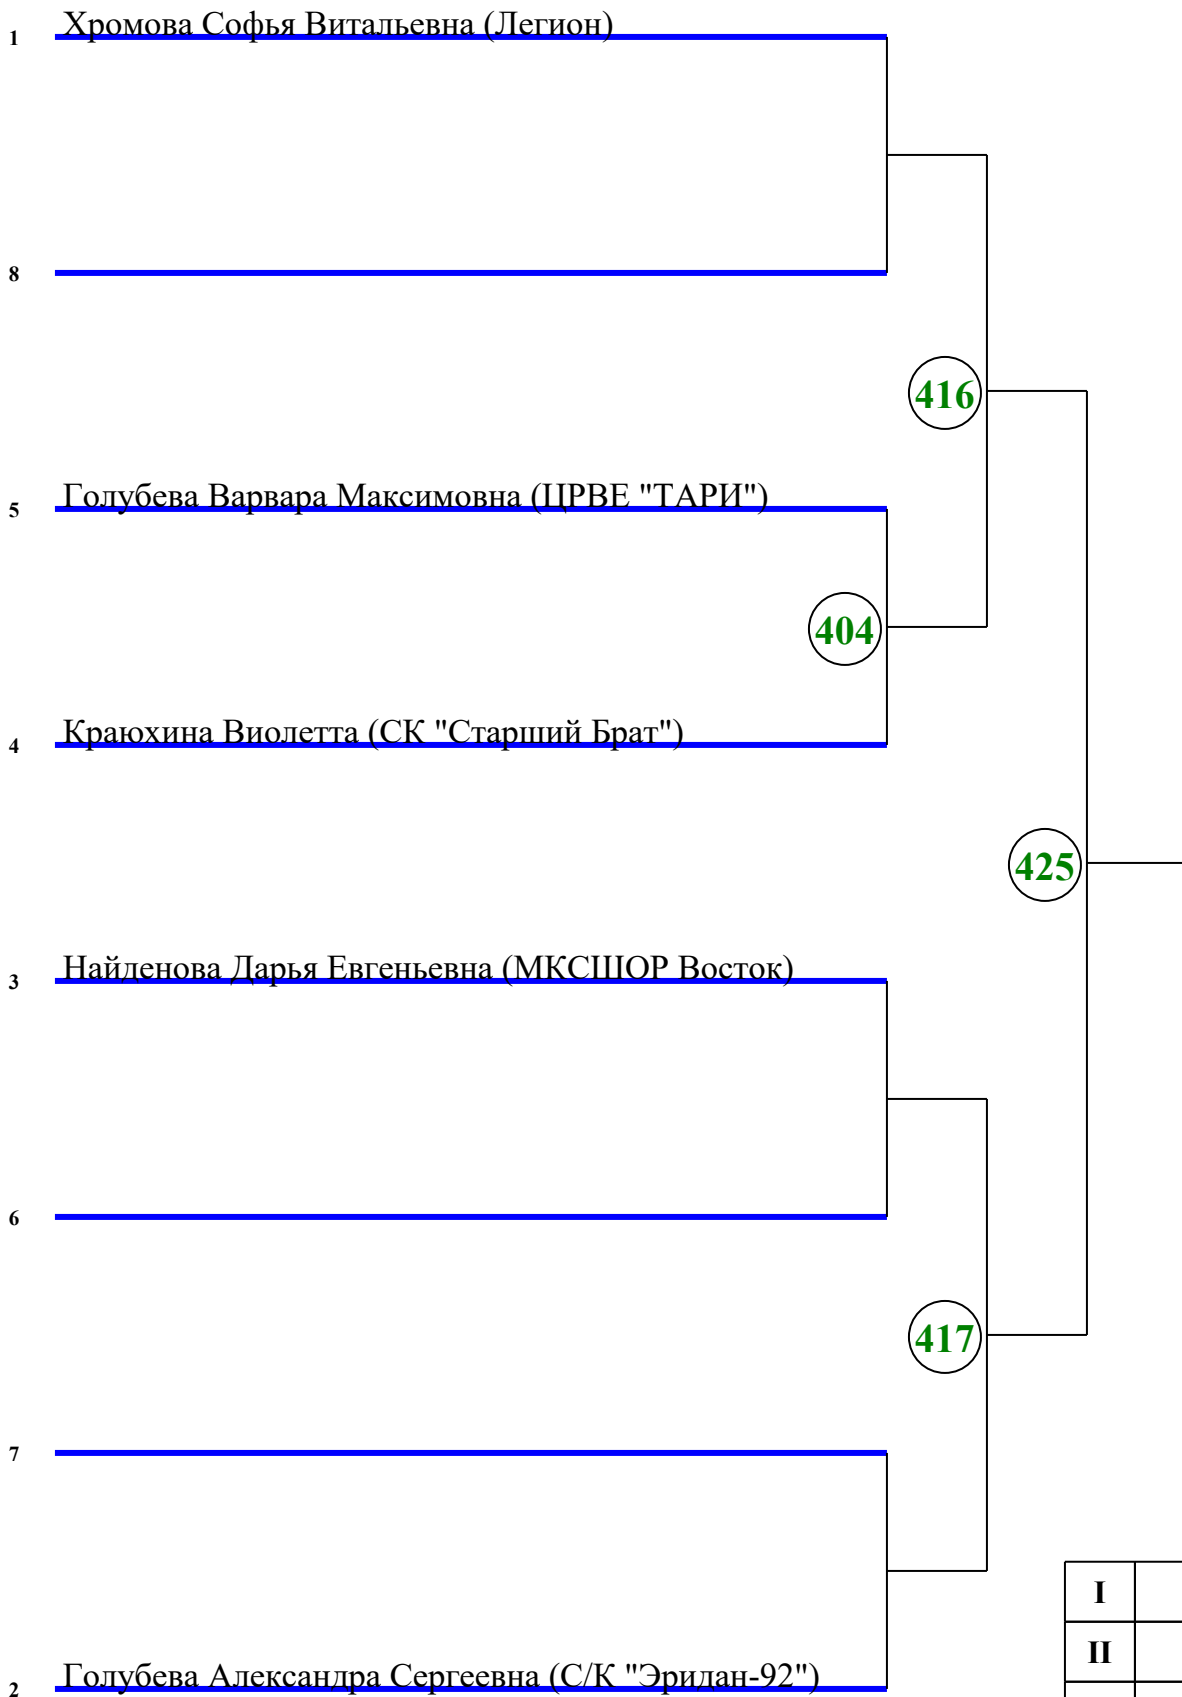 1 Хромова Софья Витальевна (Легион)
8
416
5 Голубева Варвара Максимовна (ЦРВЕ "ТАРИ")
404
4 Краюхина Виолетта (СК "Старший Брат")
425
3 Найденова Дарья Евгеньевна (МКСШОР Восток)
6
417
7
I
II
2 Голубева Александра Сергеевна (С/К "Эридан-92")